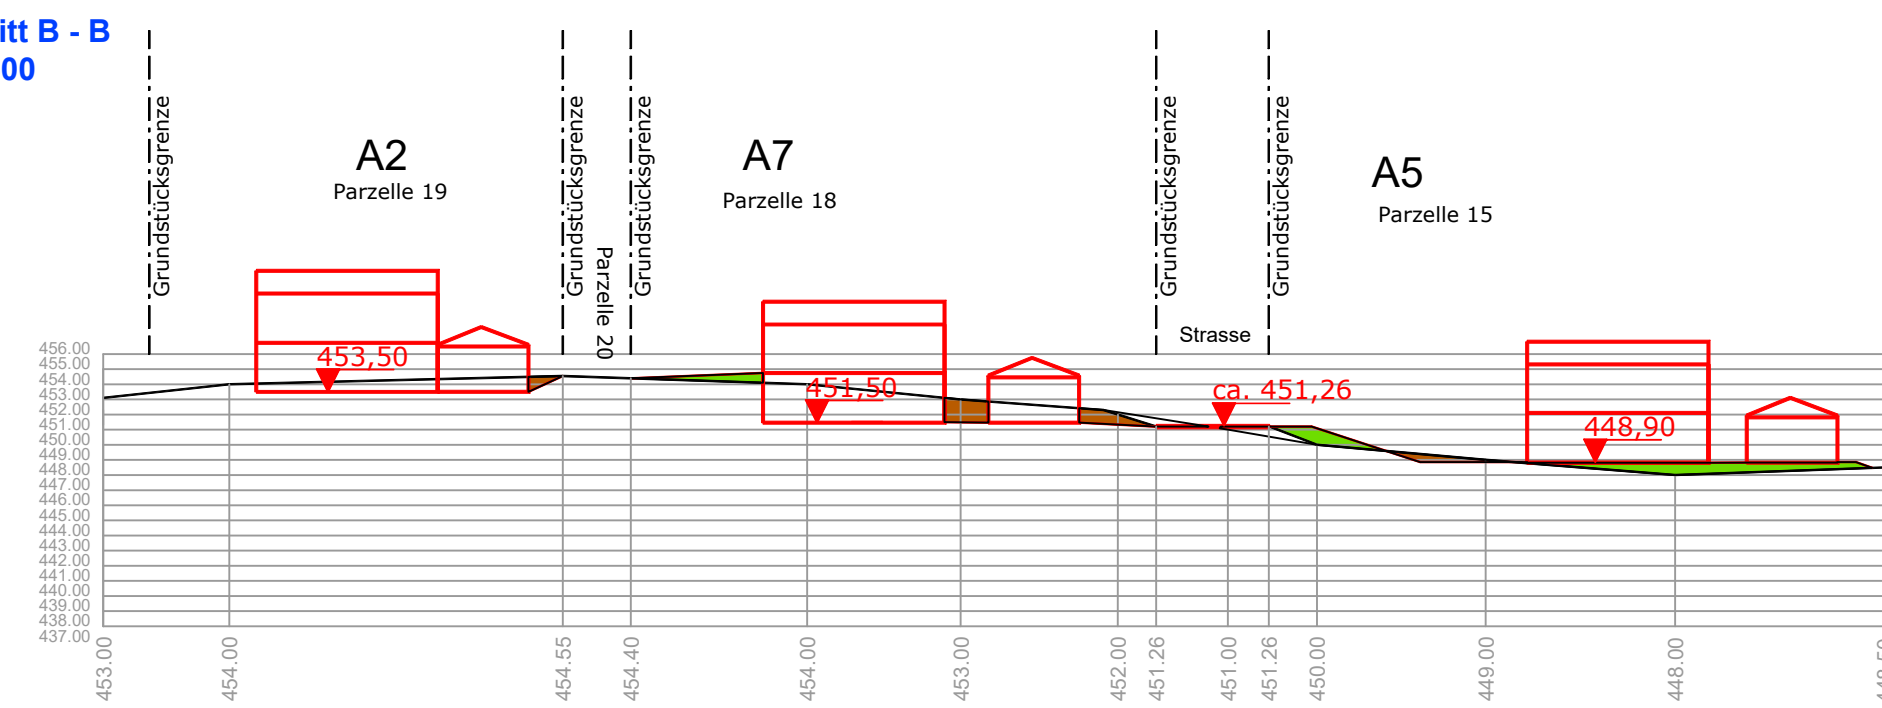 itt B - B
00
Grundstücksgrenze
Grundstücksgrenze
Grundstücksgrenze
Grundstücksgrenze
Grundstücksgrenze
A2
Parzelle 19
Parzelle 20
A7
Parzelle 18
Strasse
A5
Parzelle 15
453,50
451,50
ca. 451,26
448,90
456.00
455.00
454.00
453.00
452.00
451.00
450.00
449.00
448.00
447.00
446.00
445.00
444.00
443.00
442.00
441.00
440.00
439.00
438.00
437.00
453.00
454.00
454.55
454.40
454.00
453.00
452.00
451.26
451.00
451.26
450.00
449.00
448.00